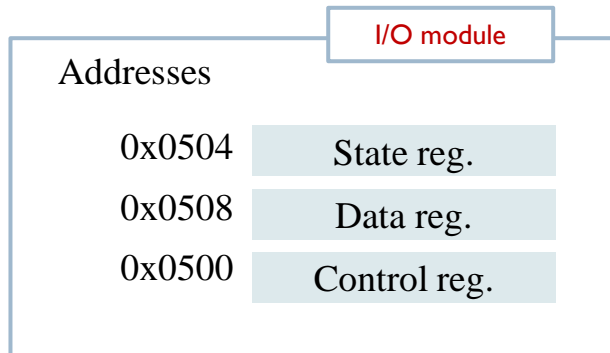 I/O module
Addresses
0x0504 State reg.
0x0508 Data reg.
0x0500 Control reg.